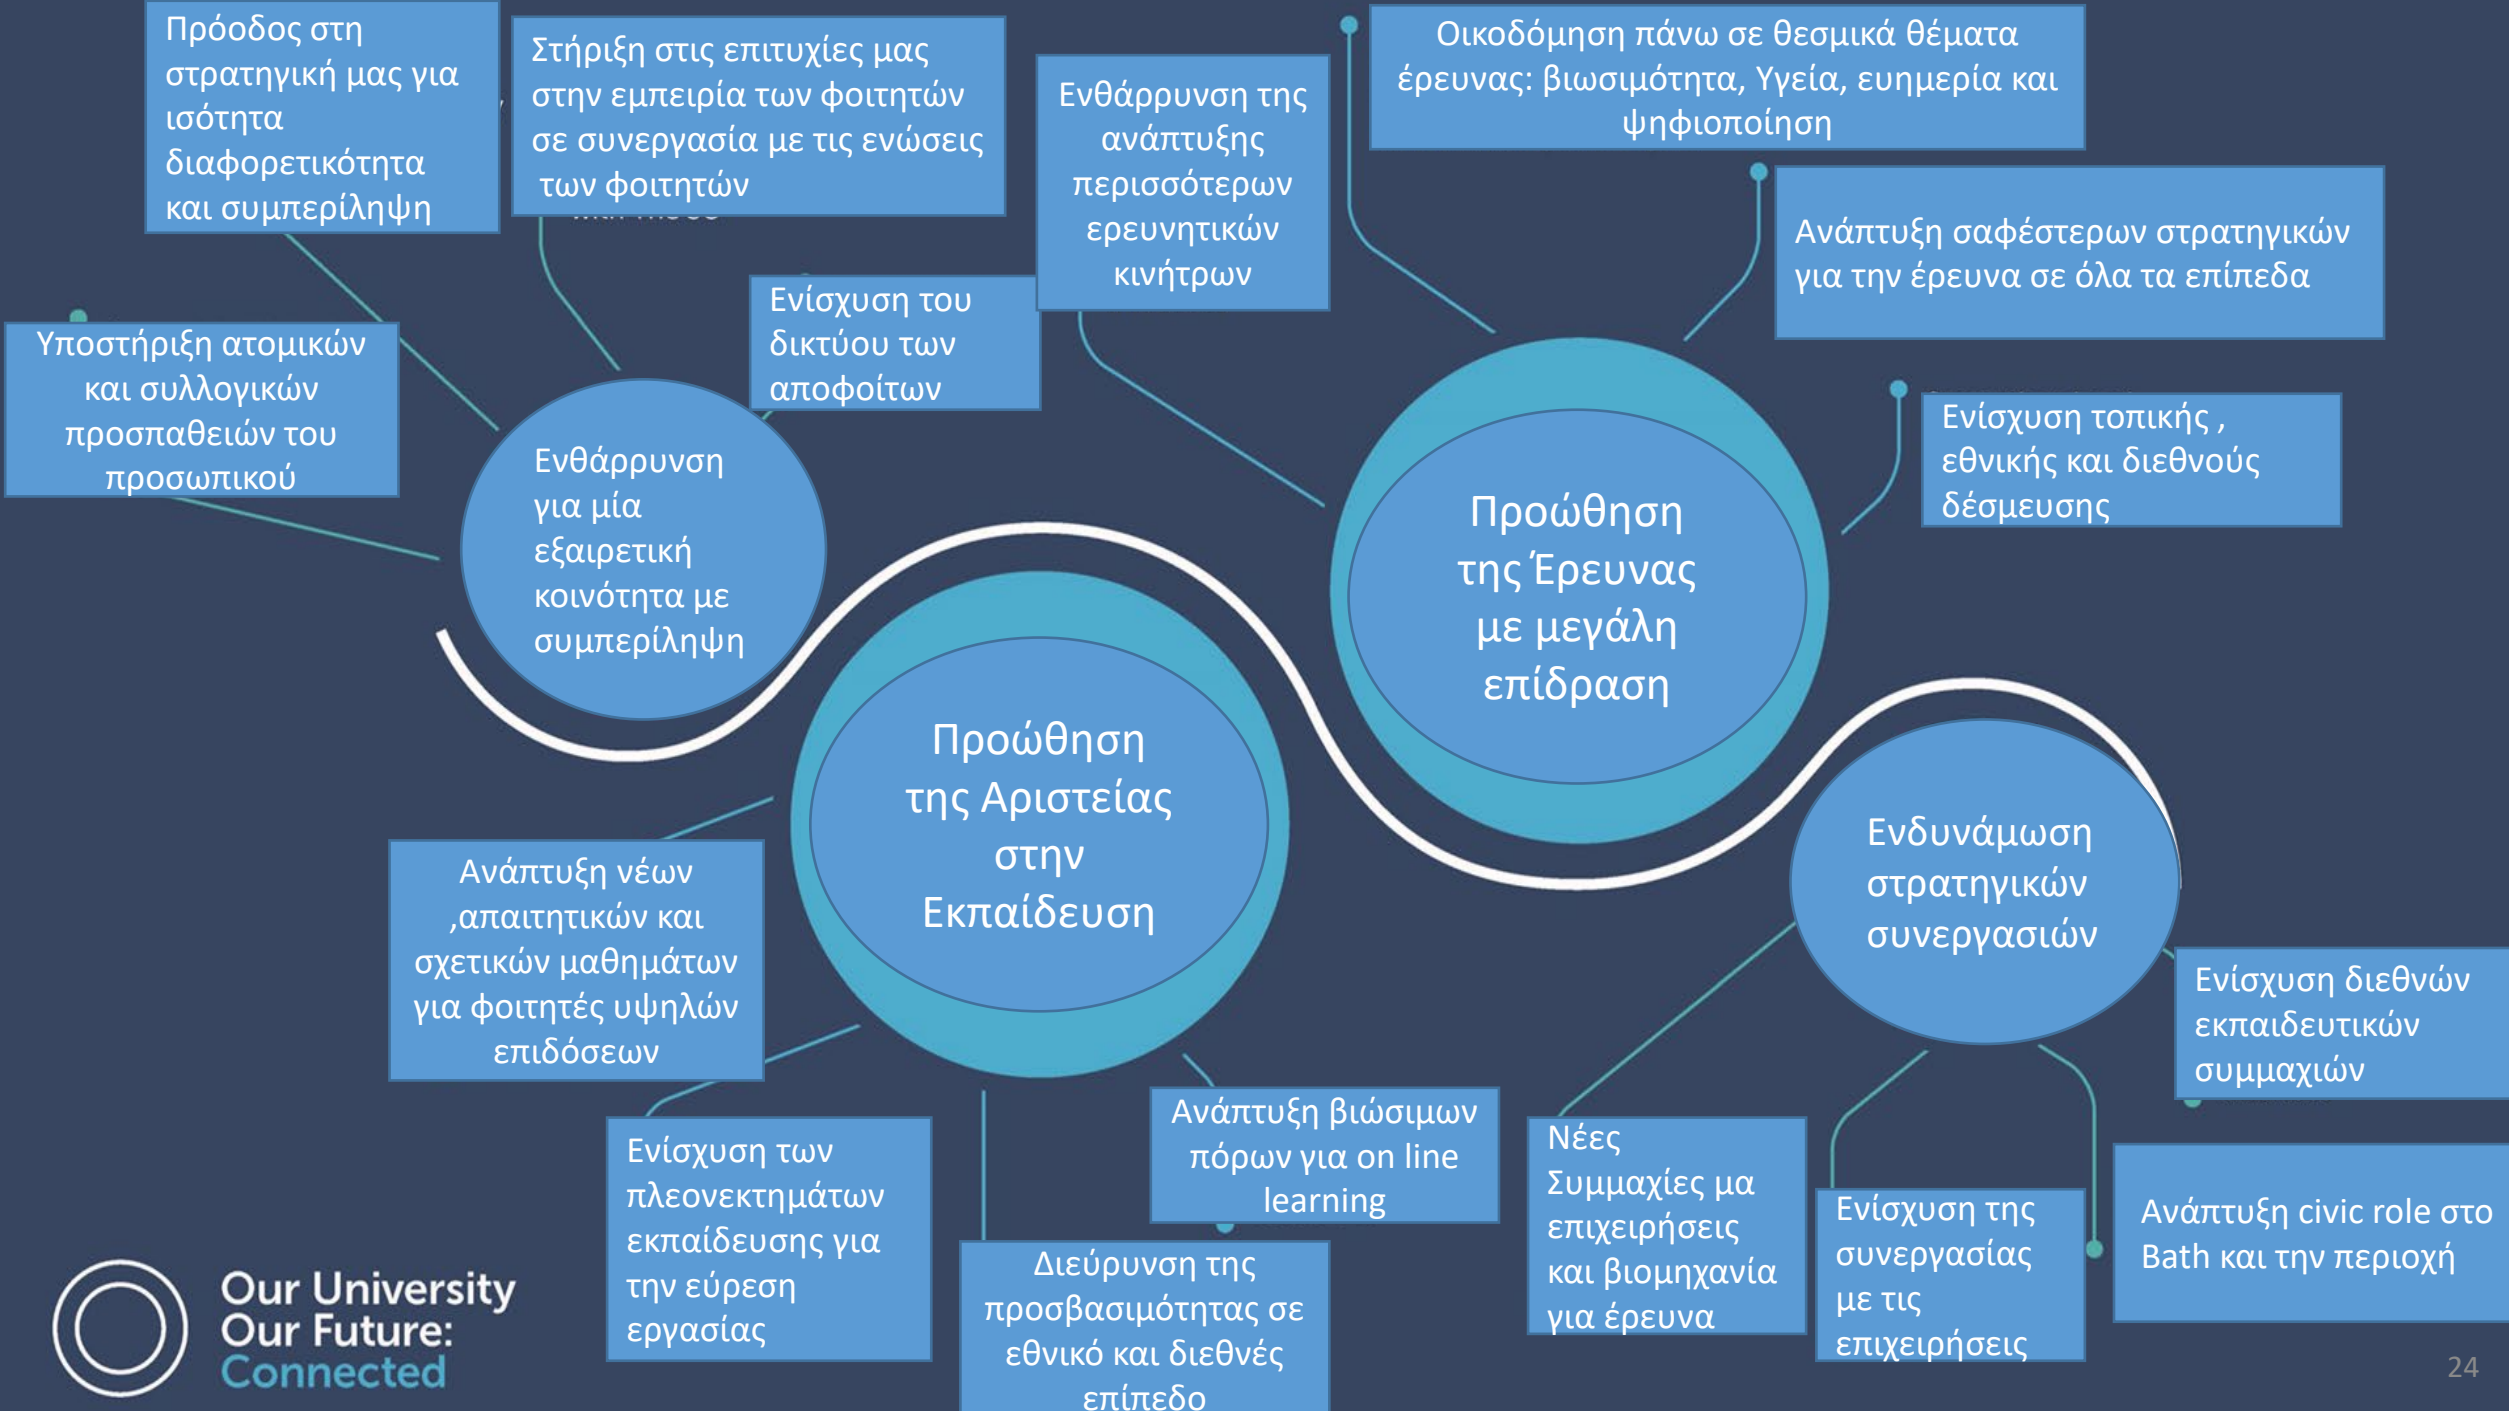 Πρόοδος στη
στρατηγική μας για
ισότητα
διαφορετικότητα
και συμπερίληψη
Στήριξη στις επιτυχίες μας
στην εμπειρία των φοιτητών
σε συνεργασία με τις ενώσεις
των φοιτητών
Ενθάρρυνση της
ανάπτυξης
περισσότερων
ερευνητικών
κινήτρων
Οικοδόμηση πάνω σε θεσμικά θέματα
έρευνας: βιωσιμότητα, Υγεία, ευημερία και
ψηφιοποίηση
Ανάπτυξη σαφέστερων στρατηγικών
για την έρευνα σε όλα τα επίπεδα
Υποστήριξη ατομικών
και συλλογικών
προσπαθειών του
προσωπικού
Ενίσχυση του
δικτύου των
αποφοίτων
Ενίσχυση τοπικής ,
εθνικής και διεθνούς
δέσμευσης
Ενθάρρυνση
για μία
εξαιρετική
κοινότητα με
συμπερίληψη
Προώθηση
της Έρευνας
με μεγάλη
επίδραση
Προώθηση
της Αριστείας
στην
Εκπαίδευση
Ενδυνάμωση
στρατηγικών
συνεργασιών
Ανάπτυξη νέων
,απαιτητικών και
σχετικών μαθημάτων
για φοιτητές υψηλών
επιδόσεων
Ενίσχυση των
πλεονεκτημάτων
εκπαίδευσης για
την εύρεση
εργασίας
Διεύρυνση της
προσβασιμότητας σε
εθνικό και διεθνές
επίπεδο
Ανάπτυξη βιώσιμων
πόρων για on line
learning
Νέες
Συμμαχίες μα
επιχειρήσεις
και βιομηχανία
για έρευνα
Ενίσχυση της
συνεργασίας
με τις
επιχειρήσεις
Ενίσχυση διεθνών
εκπαιδευτικών
συμμαχιών
Ανάπτυξη civic role στο
Bath και την περιοχή
Our University
Our Future:
Connected
24